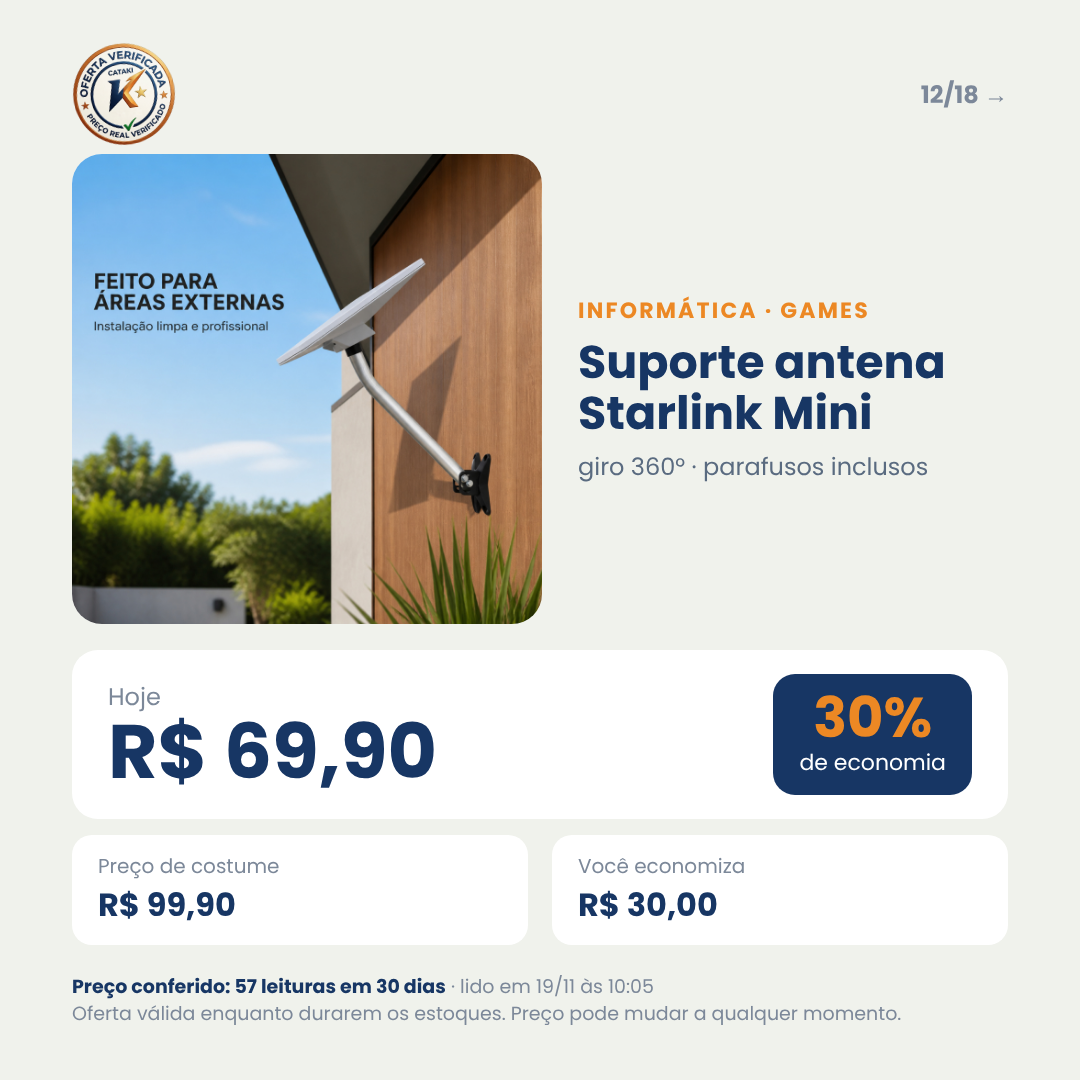 OFERTA VERIFICADA
CATAKI
K
PREÇO REAL VERIFICADO
12/18 →
FEITO PARA
ÁREAS EXTERNAS
Instalação limpa e profissional
INFORMÁTICA · GAMES
Suporte antena
Starlink Mini
giro 360° · parafusos inclusos
Hoje
R$ 69,90
30%
de economia
Preço de costume
R$ 99,90
Você economiza
R$ 30,00
Preço conferido: 57 leituras em 30 dias · lido em 19/11 às 10:05
Oferta válida enquanto durarem os estoques. Preço pode mudar a qualquer momento.